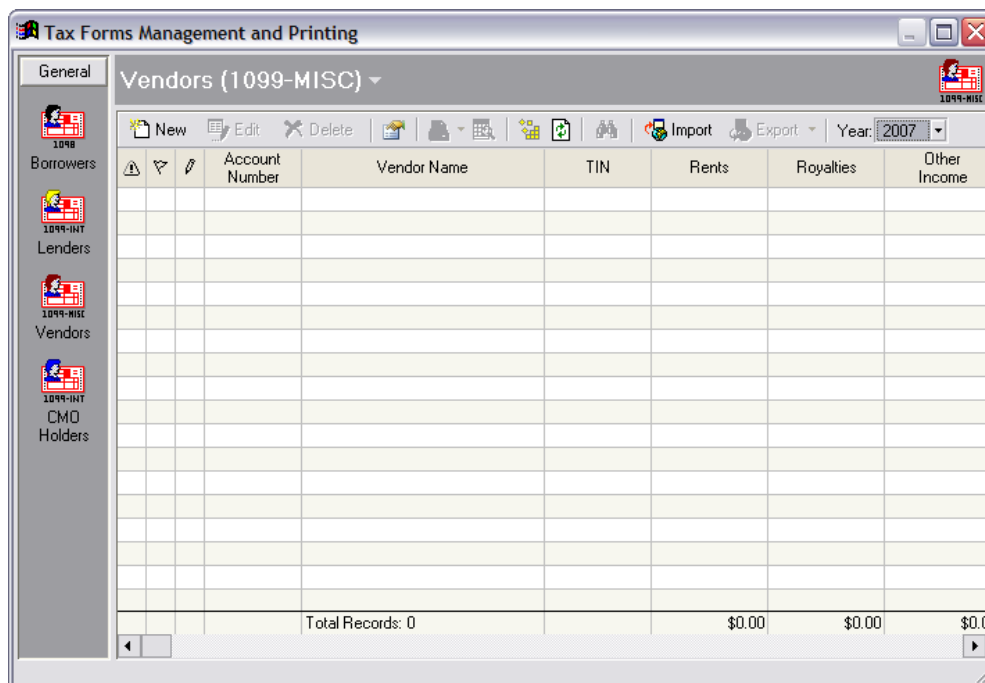 Tax Forms Management and Printing
General
Vendors (1099-MISC)
1099-MISC
1098
Borrowers
1099-INT
Lenders
1099-MISC
Vendors
1099-INT
CMO
Holders
New Edit Delete Import Export Year: 2007
Account
Number
Vendor Name
TIN
Rents
Royalties
Other
Income
Total Records: 0 $0.00 $0.00 $0.0